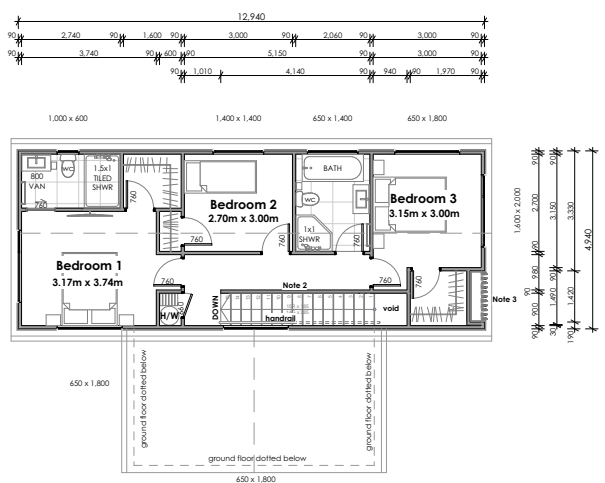 12,940
90 2,740 90 1,600 90 3,000 90 2,060 90 3,000 90
90 3,740 90 600 90 5,150 90 3,000 90
90 1,010 4,140 90 940 90 1,970 90
1,000 x 600 1,400 x 1,400 650 x 1,400 650 x 1,800
800
VAN
WC
1.5x1
TILED
SHWR
760
760
BATH
WC
1x1
SHWR
Bedroom 2
2.70m x 3.00m
Bedroom 3
3.15m x 3.00m
760
760
760
Bedroom 1
3.17m x 3.74m
760
760
760
Note 2
H/W
DOWN
handrail
void
Note 3
1,600 x 2,000
90 2,700 90 980 90 900 90
90 3,150 90 1,490 30
3,330 1,420 190
4,940
650 x 1,800
ground floor dotted below
ground floor dotted below
ground floor dotted below
650 x 1,800